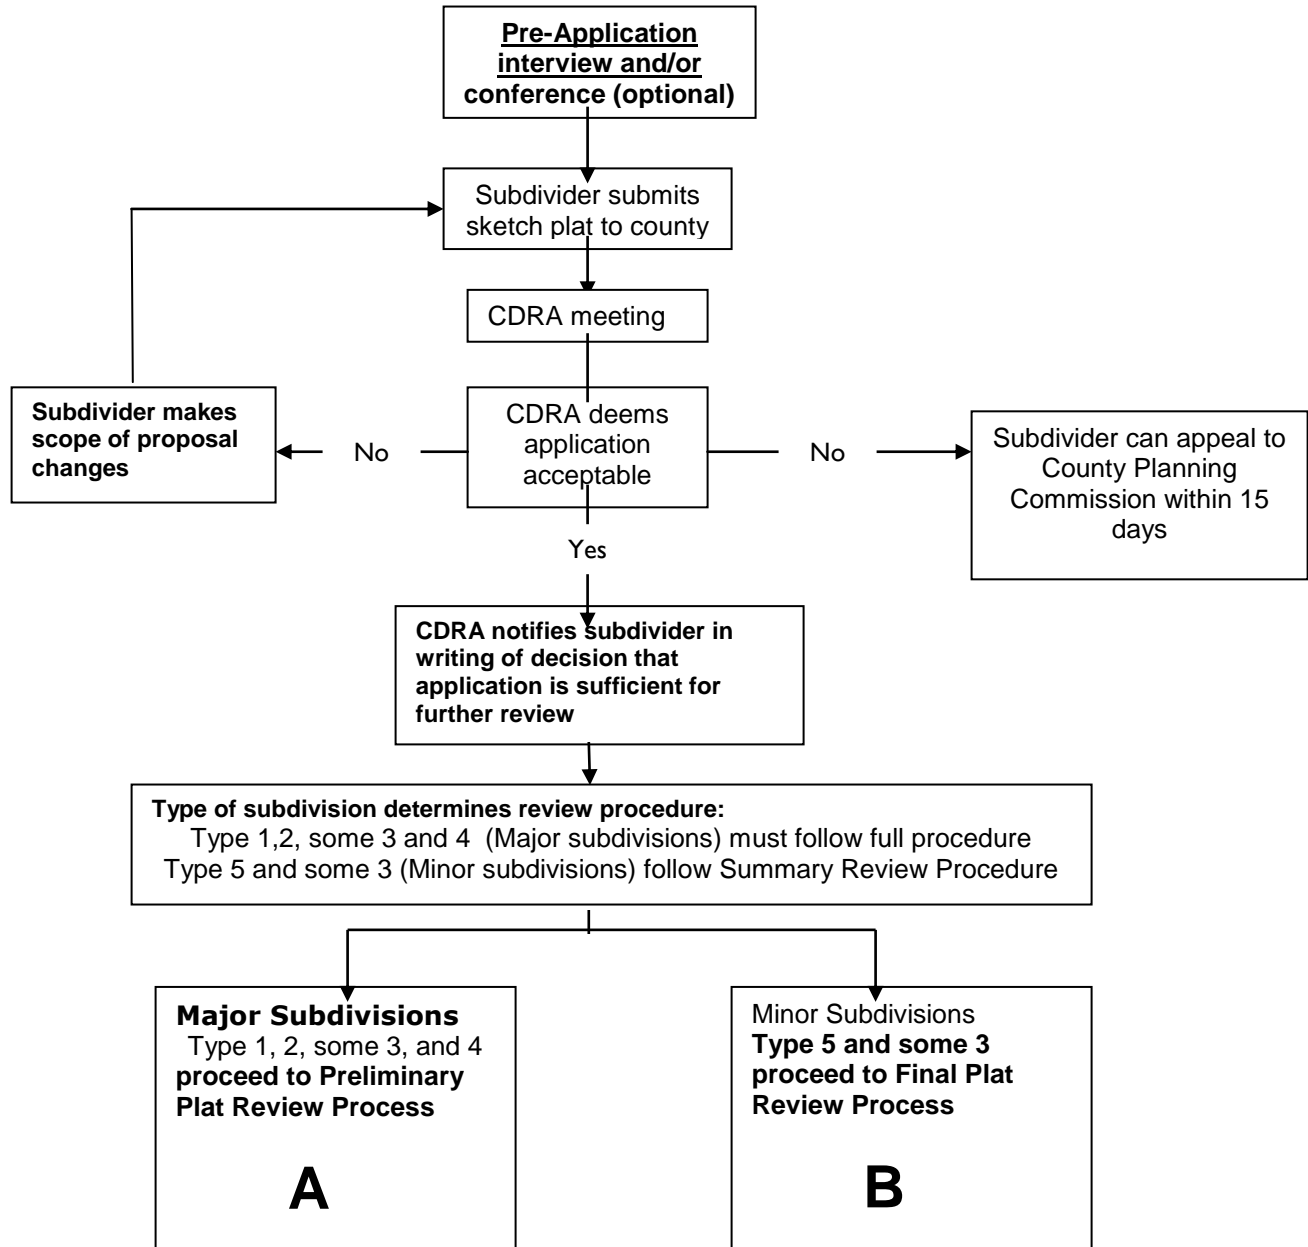 Pre-Application
interview and/or
conference (optional)
Subdivider submits
sketch plat to county
CDRA meeting
Subdivider makes
scope of proposal
changes
No
CDRA deems
application
acceptable
No
Subdivider can appeal to
County Planning
Commission within 15
days
Yes
CDRA notifies subdivider in
writing of decision that
application is sufficient for
further review
Type of subdivision determines review procedure:
Type 1,2, some 3 and 4 (Major subdivisions) must follow full procedure
Type 5 and some 3 (Minor subdivisions) follow Summary Review Procedure
Major Subdivisions
Type 1, 2, some 3, and 4
proceed to Preliminary
Plat Review Process
A
Minor Subdivisions
Type 5 and some 3
proceed to Final Plat
Review Process
B